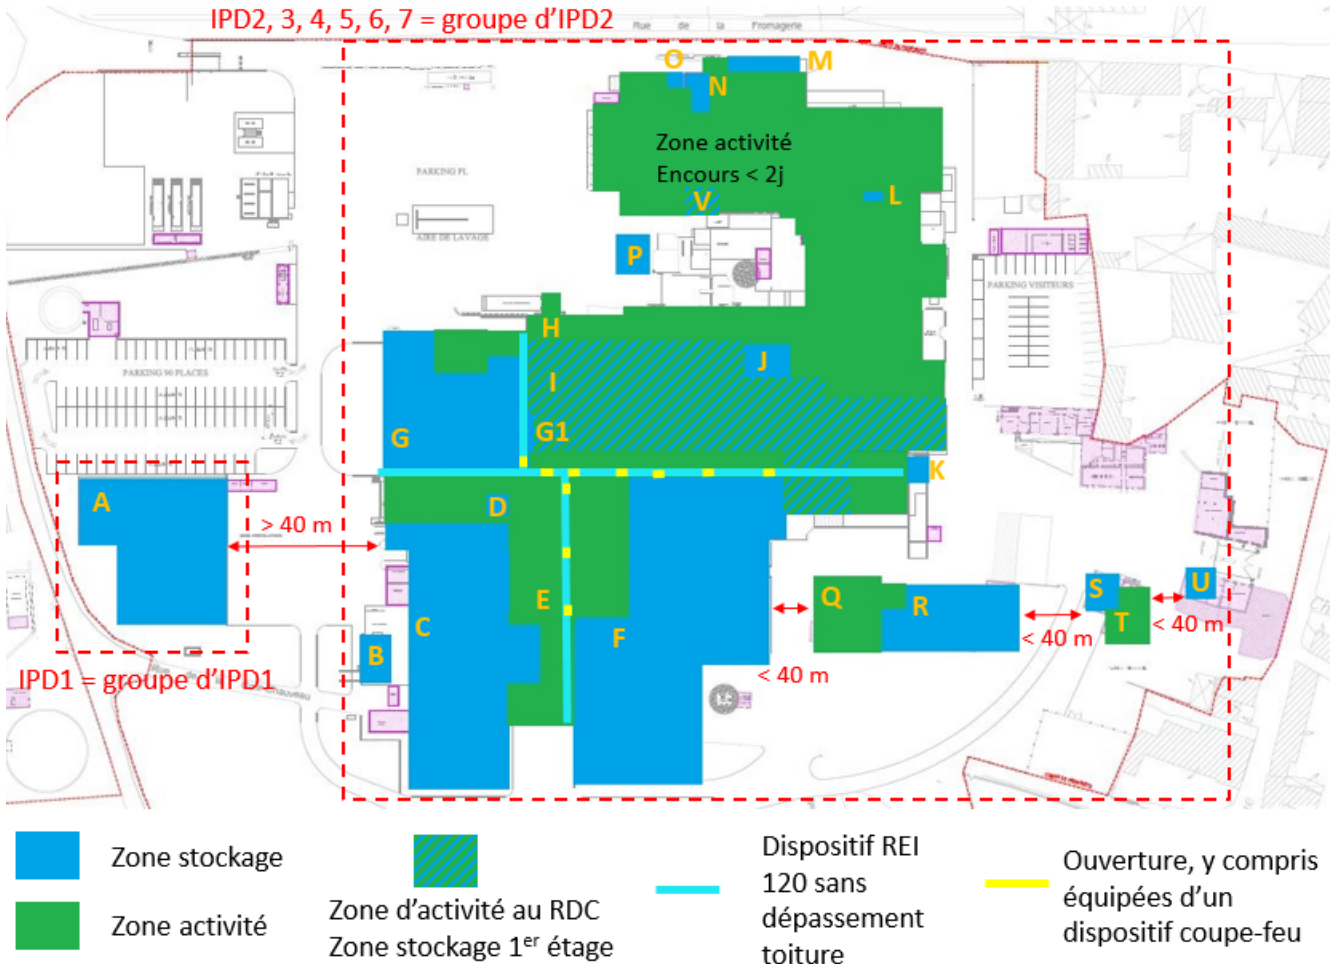 IPD2, 3, 4, 5, 6, 7 = groupe d'IPD2
Rue de la Fromagerie
O
M
N
Zone activité
Encours < 2j
PARKING PL
V
L
AIRE DE LAVAGE
P
PARKING VISITEURS
H
J
PARKING 90 PLACES
I
G
G1
K
A
> 40 m
D
S
U
Q
R
E
C
F
T
< 40 m
< 40 m
B
< 40 m
IPD1 = groupe d'IPD1
Zone stockage
Zone activité
Zone d'activité au RDC
Zone stockage 1er étage
Dispositif REI
120 sans
dépassement
toiture
Ouverture, y compris
équipées d'un
dispositif coupe-feu